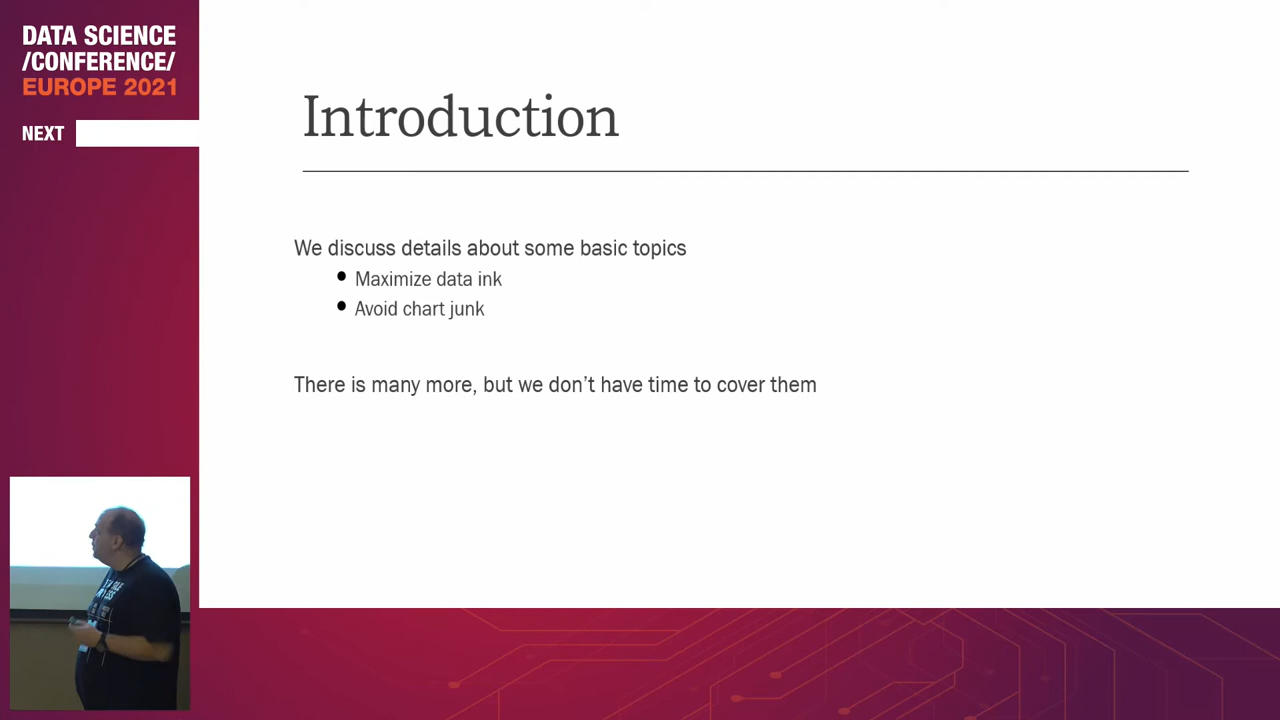 DATA SCIENCE
/CONFERENCE/
EUROPE 2021
NEXT
Introduction
We discuss details about some basic topics
• Maximize data ink
• Avoid chart junk
There is many more, but we don’t have time to cover them